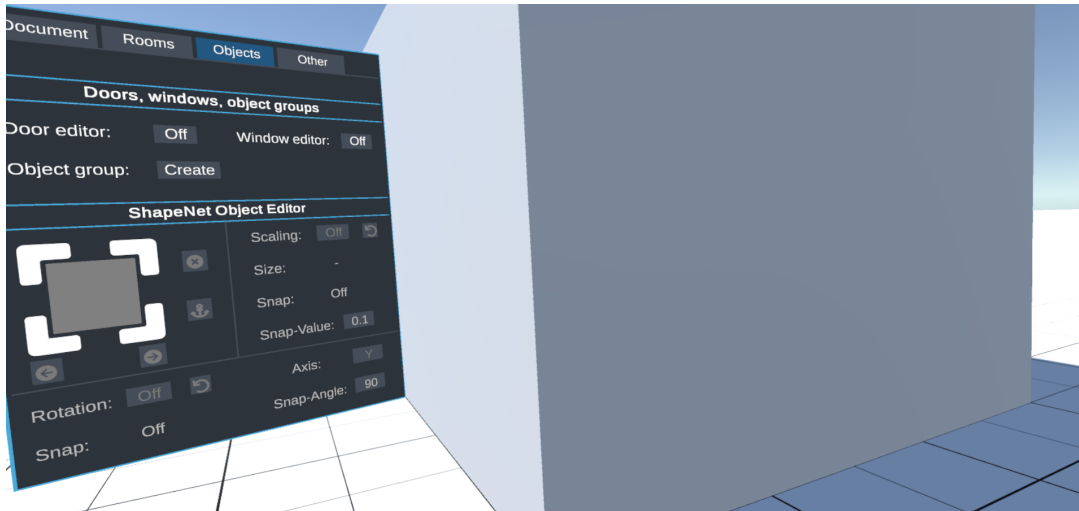 Document Rooms Objects Other
Doors, windows, object groups
Door editor: Off Window editor: Off
Object group: Create
ShapeNet Object Editor
Scaling: Off
Size: -
Snap: Off
Snap-Value: 0.1
Axis: Y
Rotation: Off Snap-Angle: 90
Snap: Off